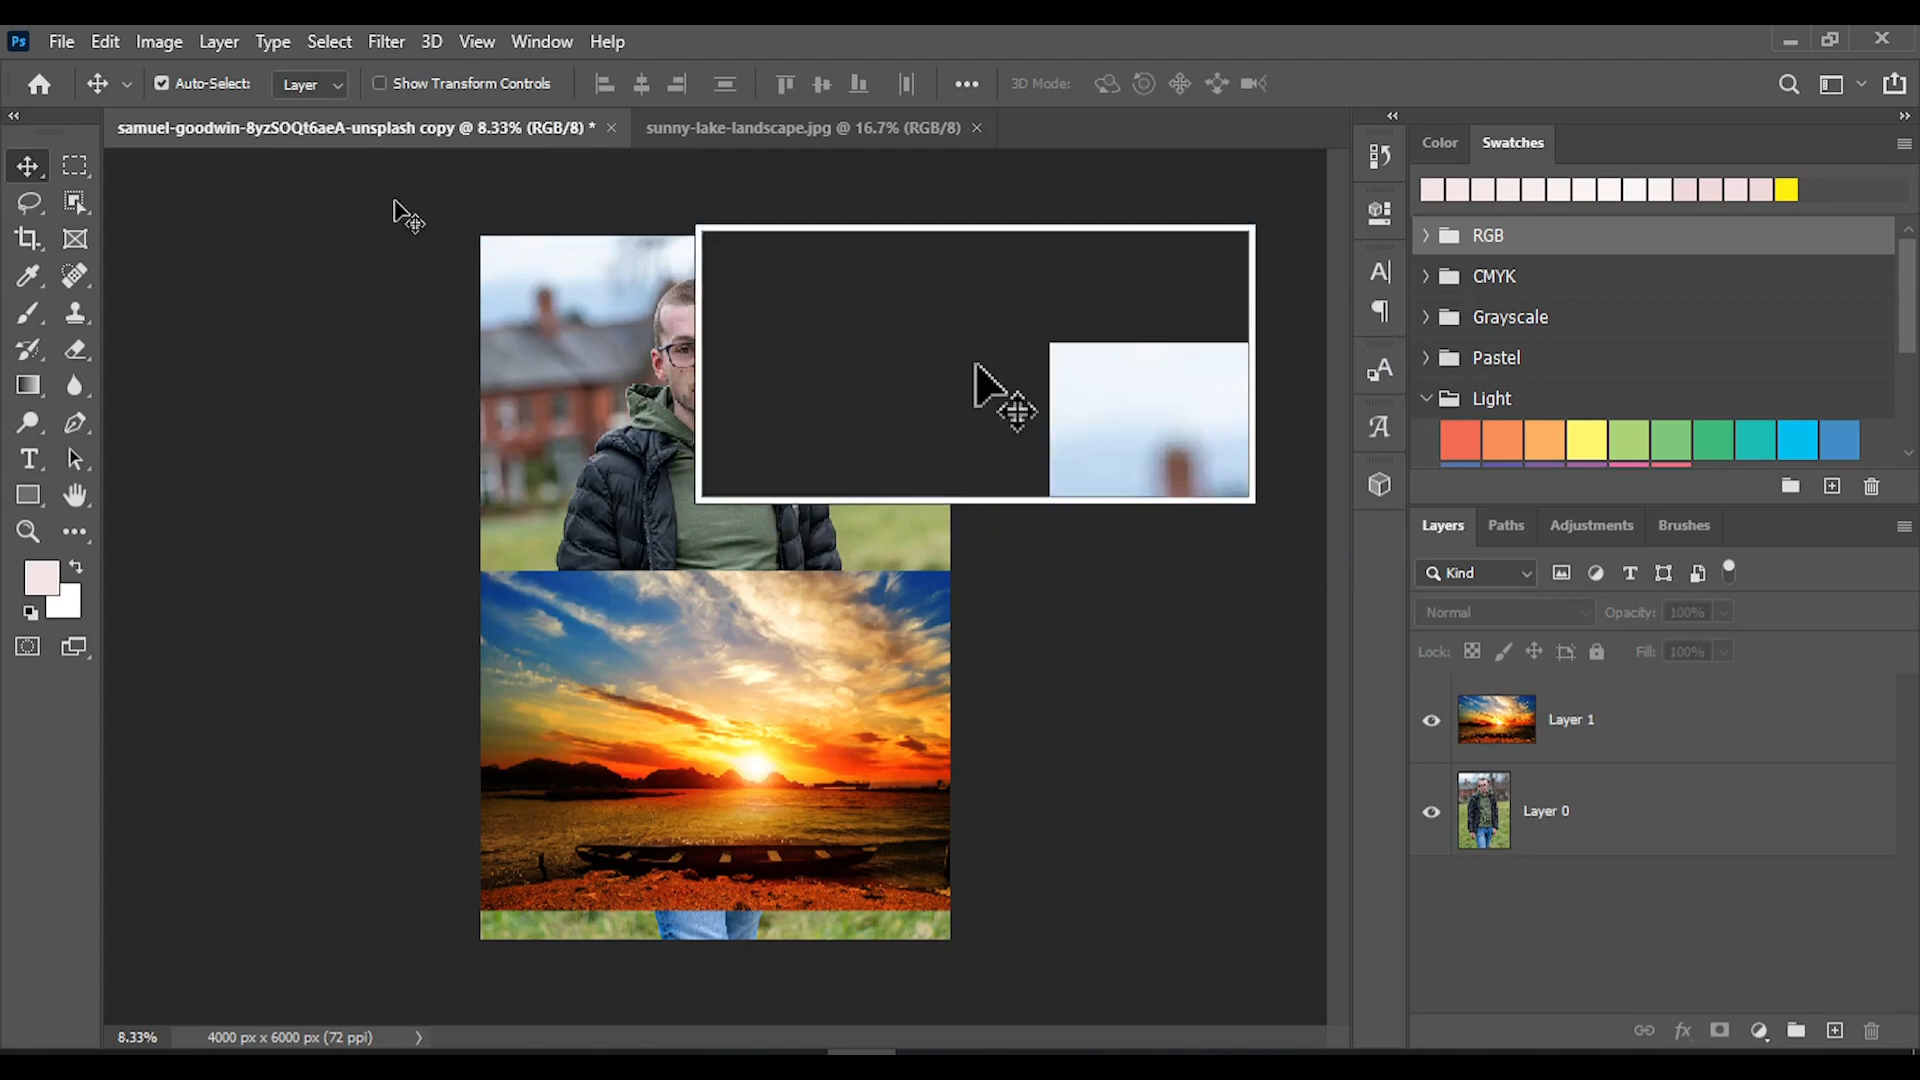 Ps File Edit Image Layer Type Select Filter 3D View Window Help
Auto-Select: Layer Show Transform Controls 3D Mode:
samuel-goodwin-8yzSOQt6aeA-unsplash copy @ 8.33% (RGB/8) * sunny-lake-landscape.jpg @ 16.7% (RGB/8)
Color Swatches
RGB
CMYK
Grayscale
Pastel
Light
Layers Paths Adjustments Brushes
Kind
Normal Opacity: 100%
Lock: Fill: 100%
Layer 1
Layer 0
8.33% 4000 px x 6000 px (72 ppi)